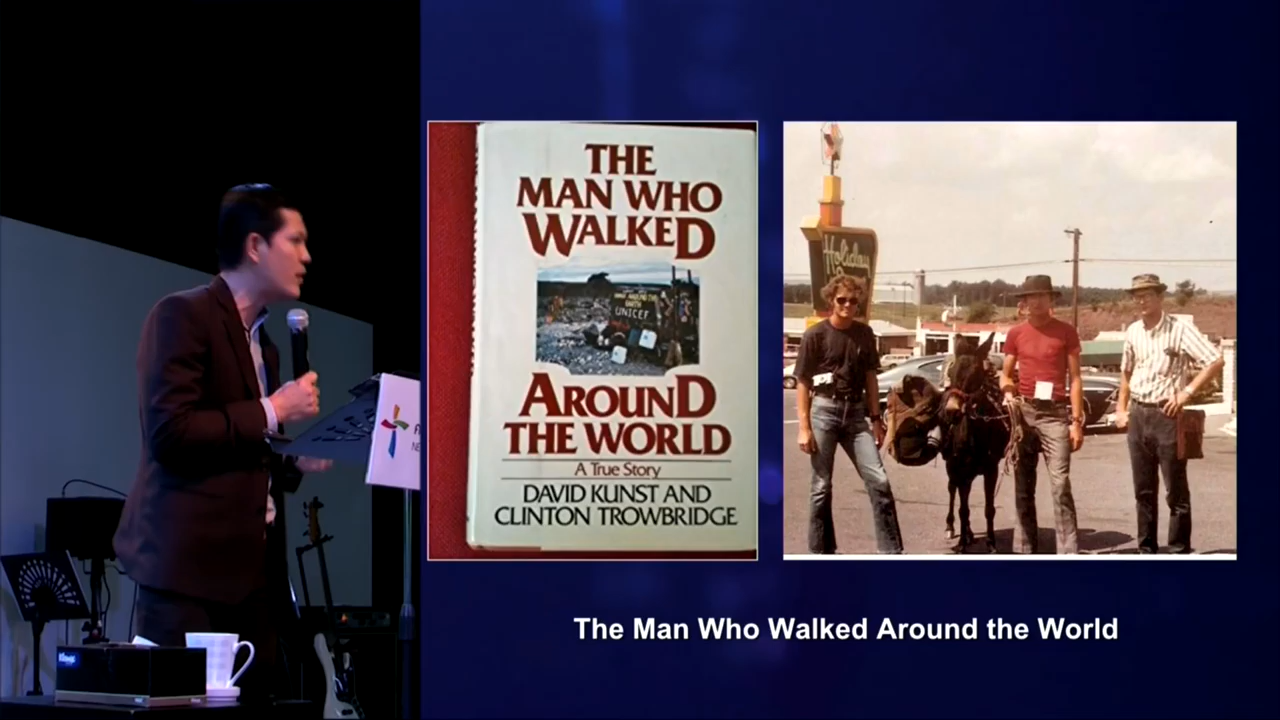 THE
MAN WHO
WALKED
UNICEF
AROUND
THE WORLD
A True Story
DAVID KUNST AND
CLINTON TROWBRIDGE
Holiday
The Man Who Walked Around the World